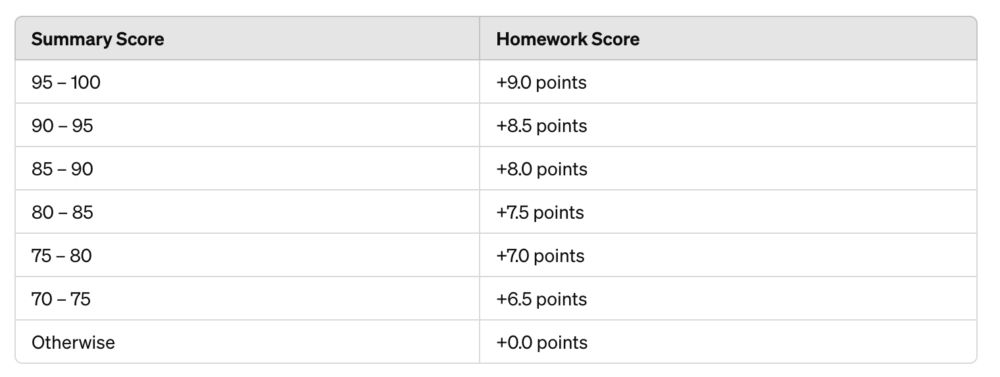 Summary Score Homework Score
95 – 100 +9.0 points
90 – 95 +8.5 points
85 – 90 +8.0 points
80 – 85 +7.5 points
75 – 80 +7.0 points
70 – 75 +6.5 points
Otherwise +0.0 points